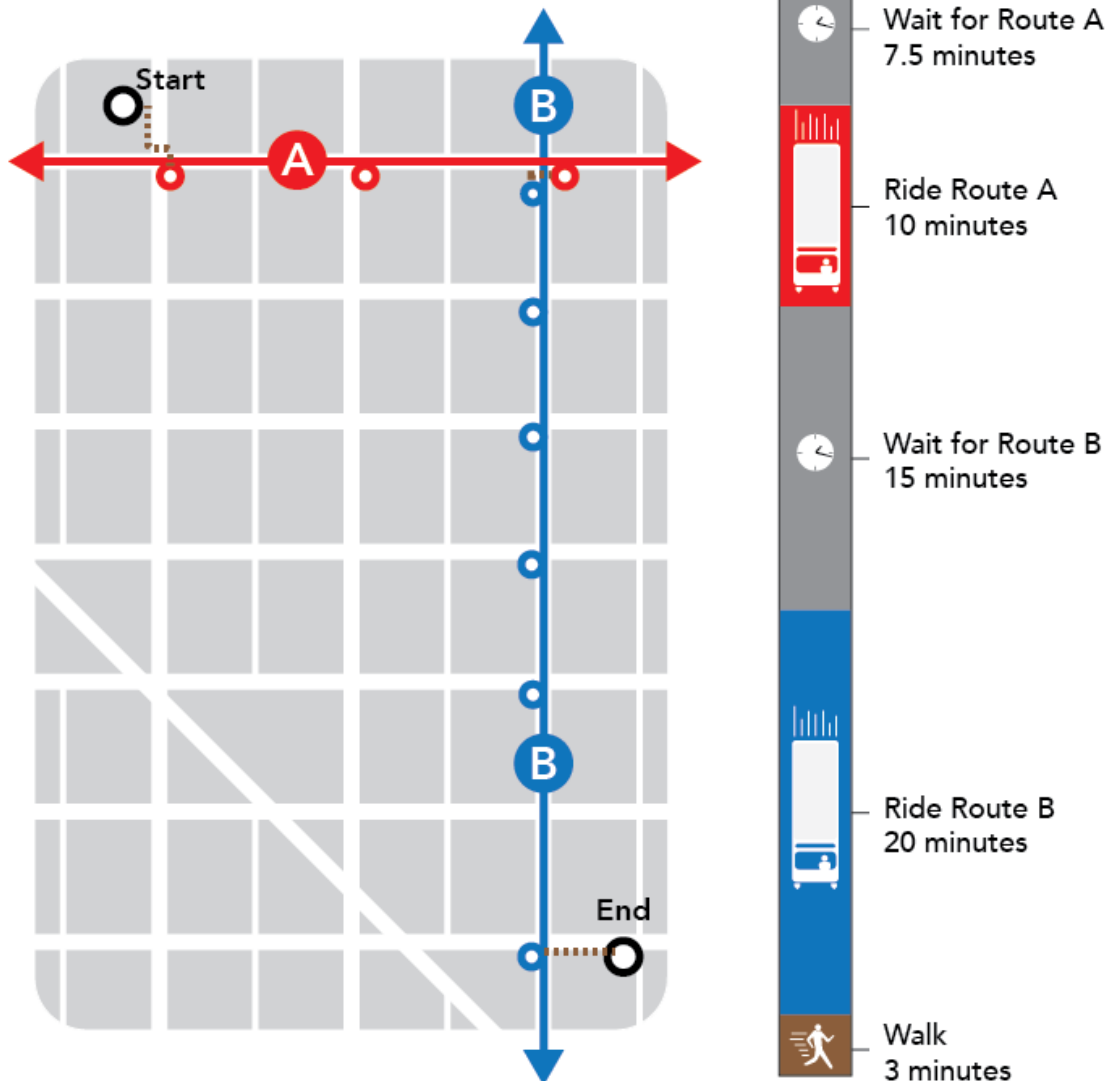 Start
B
A
B
End
Wait for Route A
7.5 minutes
Ride Route A
10 minutes
Wait for Route B
15 minutes
Ride Route B
20 minutes
Walk
3 minutes